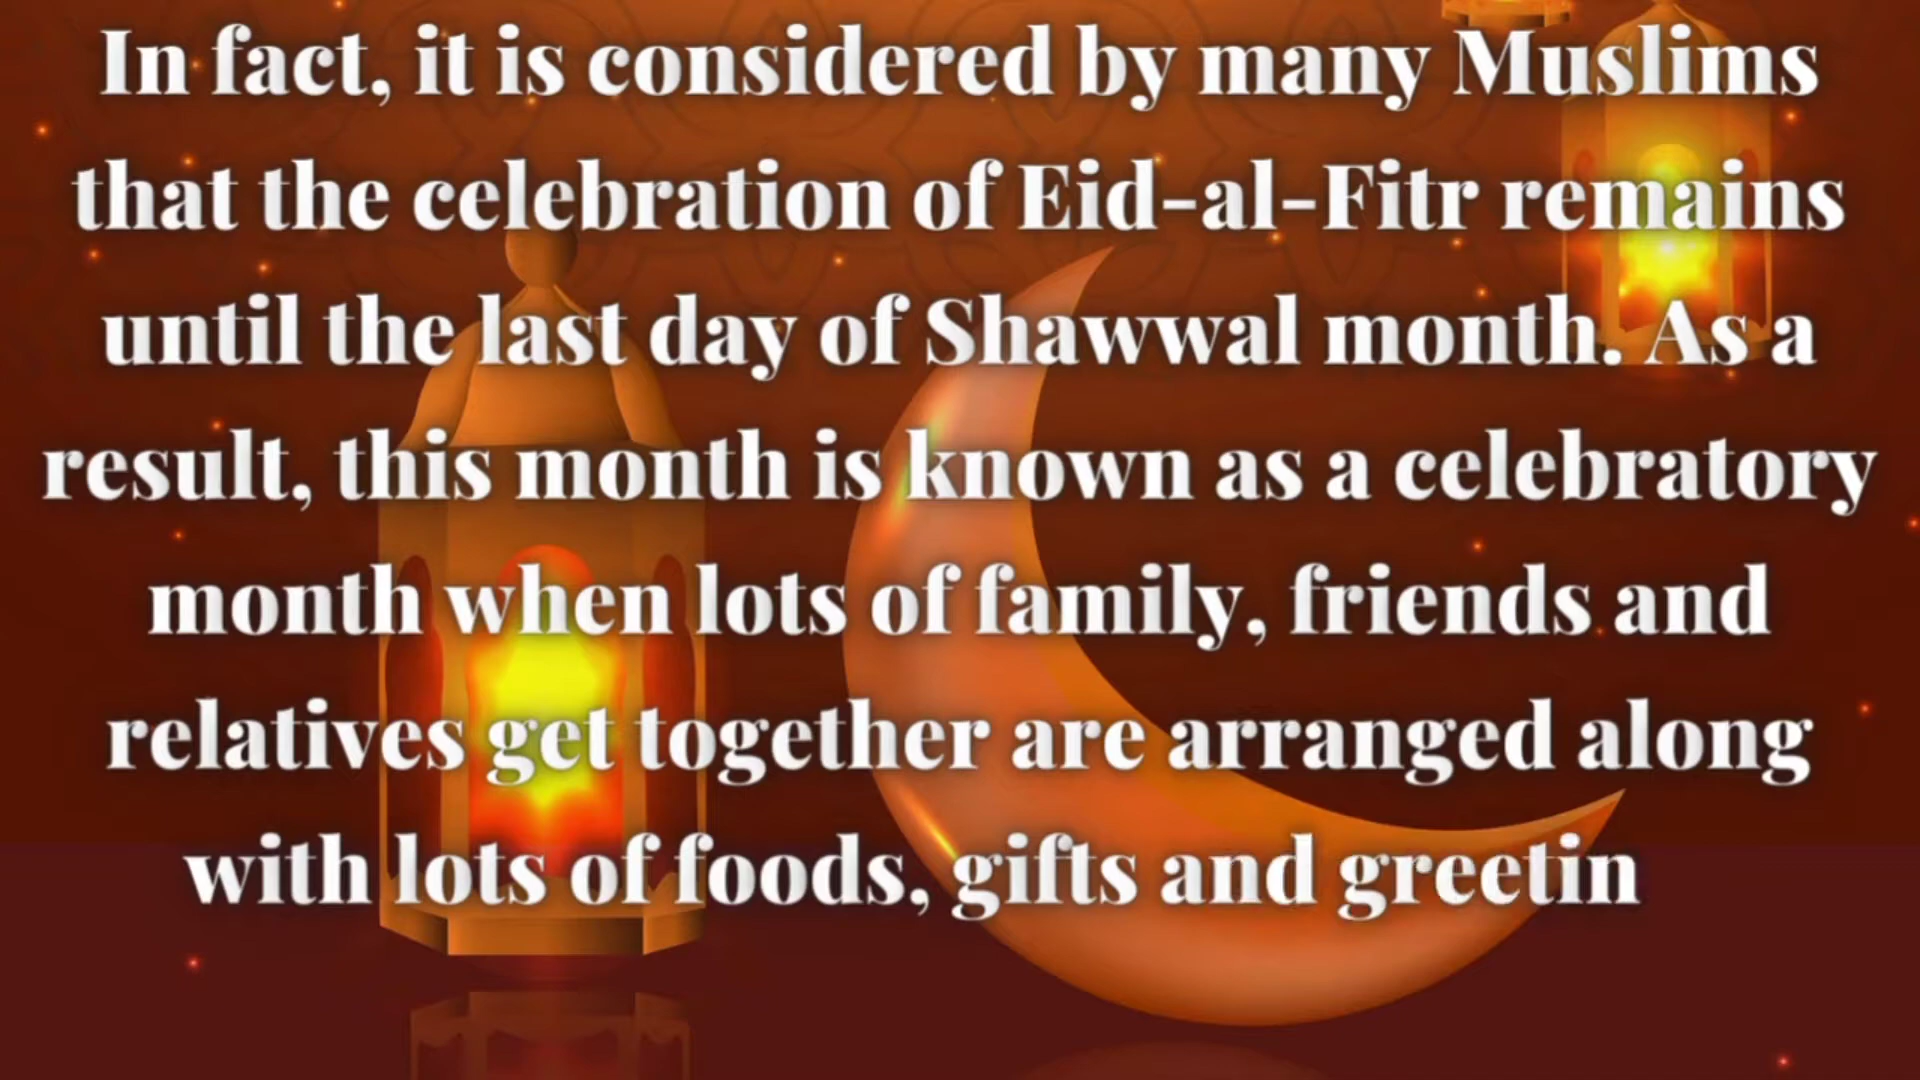 In fact, it is considered by many Muslims
that the celebration of Eid-al-Fitr remains
until the last day of Shawwal month. As a
result, this month is known as a celebratory
month when lots of family, friends and
relatives get together are arranged along
with lots of foods, gifts and greetin